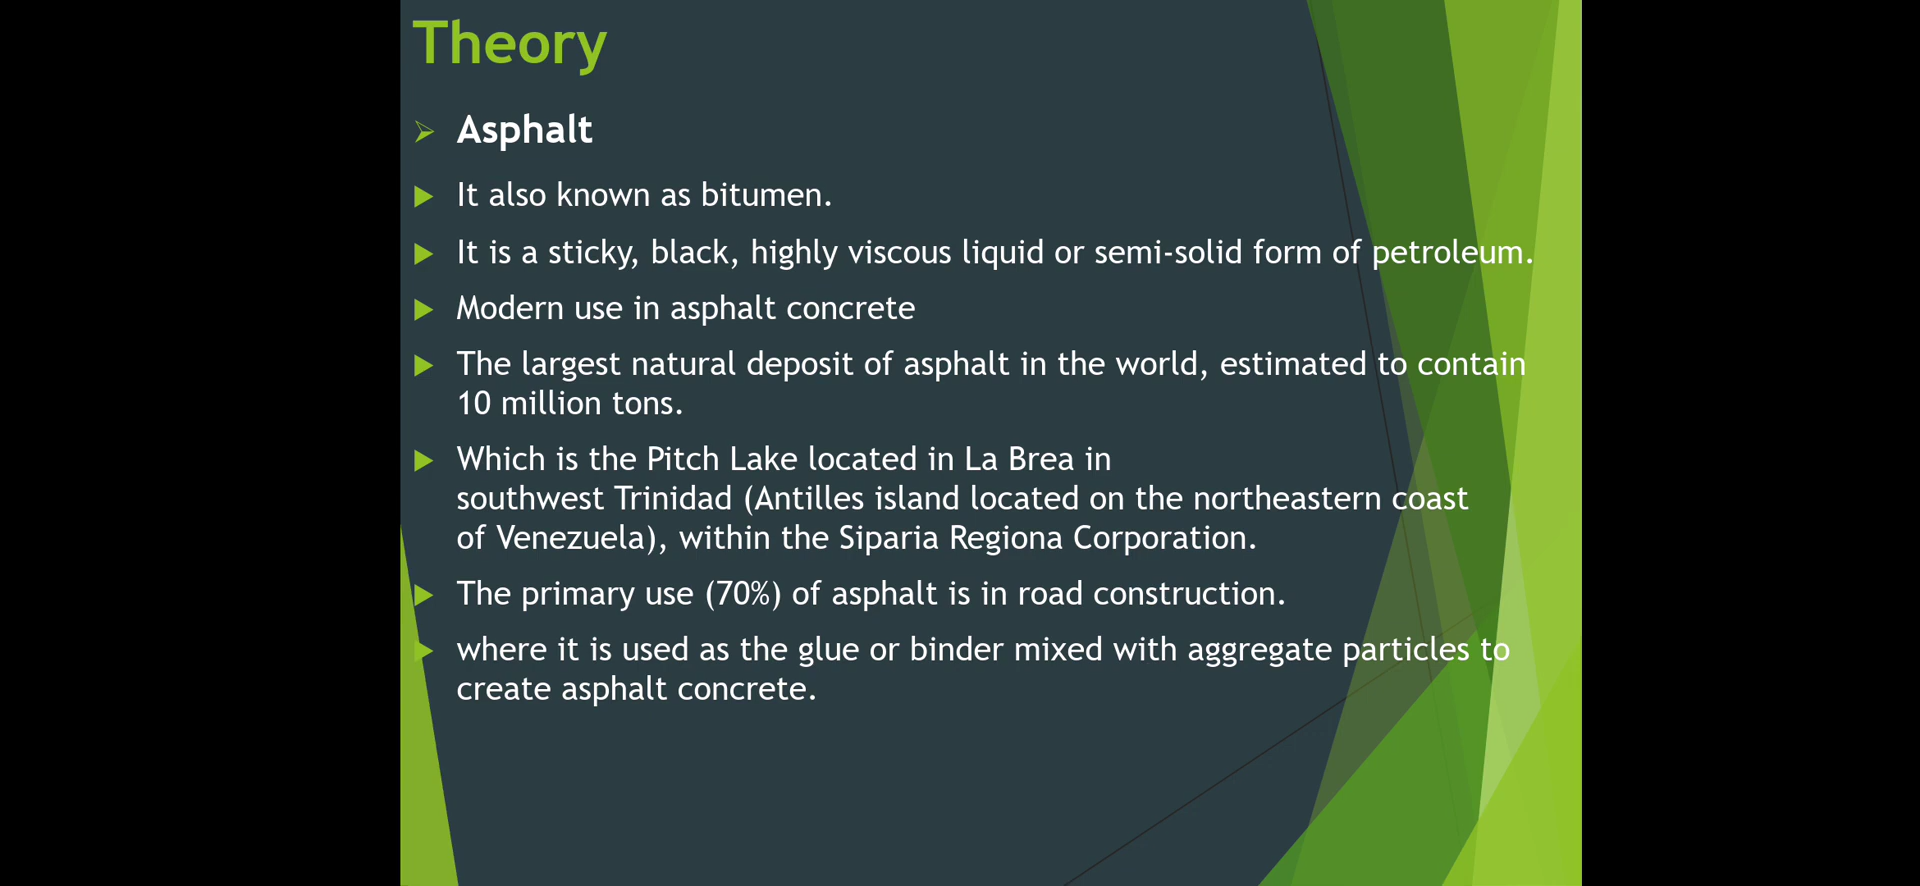 Theory
Asphalt
It also known as bitumen.
It is a sticky, black, highly viscous liquid or semi-solid form of petroleum.
Modern use in asphalt concrete
The largest natural deposit of asphalt in the world, estimated to contain
10 million tons.
Which is the Pitch Lake located in La Brea in
southwest Trinidad (Antilles island located on the northeastern coast
of Venezuela), within the Siparia Regiona Corporation.
The primary use (70%) of asphalt is in road construction.
where it is used as the glue or binder mixed with aggregate particles to
create asphalt concrete.